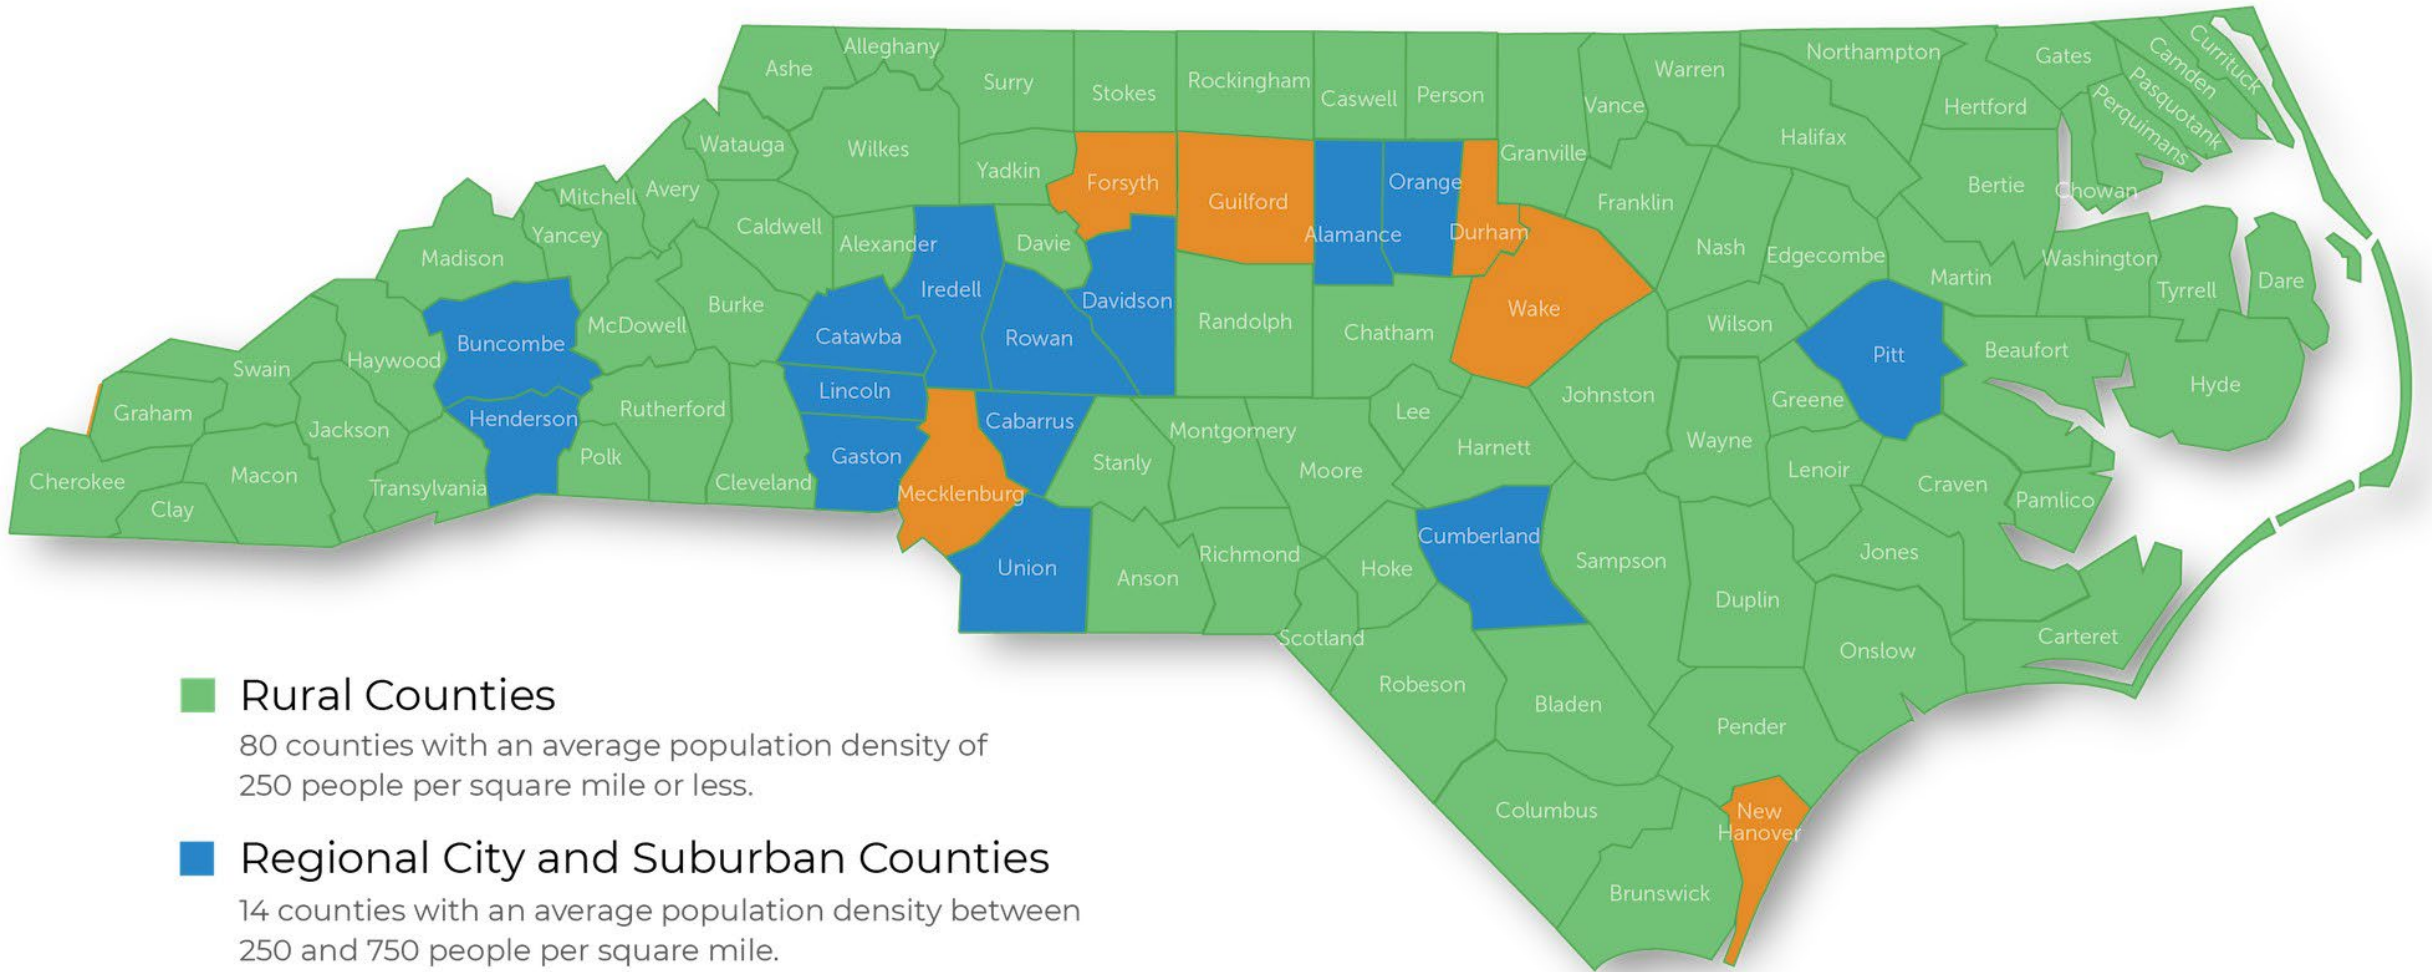 Alleghany
Northampton
Currituck
Ashe
Surry
Warren
Gates
Camden
Stokes
Rockingham
Caswell
Person
Vance
Hertford
Pasquotank
Perquimans
Watauga
Wilkes
Halifax
Granville
Yadkin
Forsyth
Orange
Bertie
Chowan
Mitchell
Avery
Guilford
Franklin
Yancey
Caldwell
Alexander
Davie
Alamance
Durham
Nash
Edgecombe
Washington
Madison
Martin
Dare
Iredell
Davidson
Tyrrell
Burke
Wake
McDowell
Randolph
Chatham
Wilson
Buncombe
Catawba
Rowan
Pitt
Beaufort
Haywood
Swain
Hyde
Lincoln
Johnston
Greene
Graham
Rutherford
Lee
Henderson
Cabarrus
Jackson
Montgomery
Harnett
Wayne
Polk
Gaston
Stanly
Moore
Lenoir
Cherokee
Macon
Transylvania
Cleveland
Mecklenburg
Craven
Pamlico
Clay
Cumberland
Union
Anson
Richmond
Hoke
Sampson
Jones
Duplin
Scotland
Carteret
Onslow
Robeson
Bladen
Pender
Columbus
New
Hanover
Brunswick
Rural Counties
80 counties with an average population density of
250 people per square mile or less.
Regional City and Suburban Counties
14 counties with an average population density between
250 and 750 people per square mile.